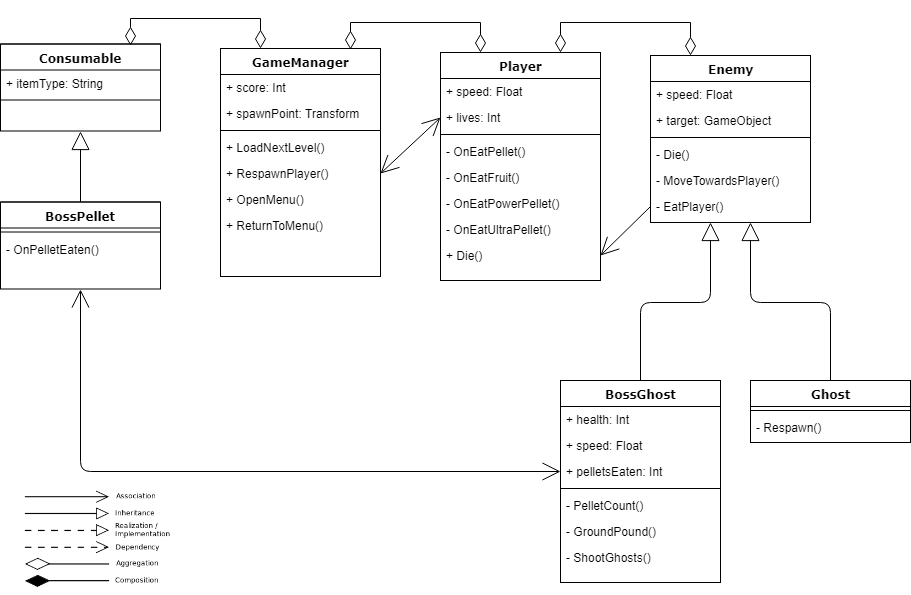 Consumable
+ itemType: String
GameManager
+ score: Int
+ spawnPoint: Transform
+ LoadNextLevel()
+ RespawnPlayer()
+ OpenMenu()
+ ReturnToMenu()
Player
+ speed: Float
+ lives: Int
- OnEatPellet()
- OnEatFruit()
- OnEatPowerPellet()
- OnEatUltraPellet()
+ Die()
Enemy
+ speed: Float
+ target: GameObject
- Die()
- MoveTowardsPlayer()
- EatPlayer()
BossPellet
- OnPelletEaten()
BossGhost
+ health: Int
+ speed: Float
+ pelletsEaten: Int
- PelletCount()
- GroundPound()
- ShootGhosts()
Ghost
- Respawn()
Association
Inheritance
Realization /
Implementation
Dependency
Aggregation
Composition